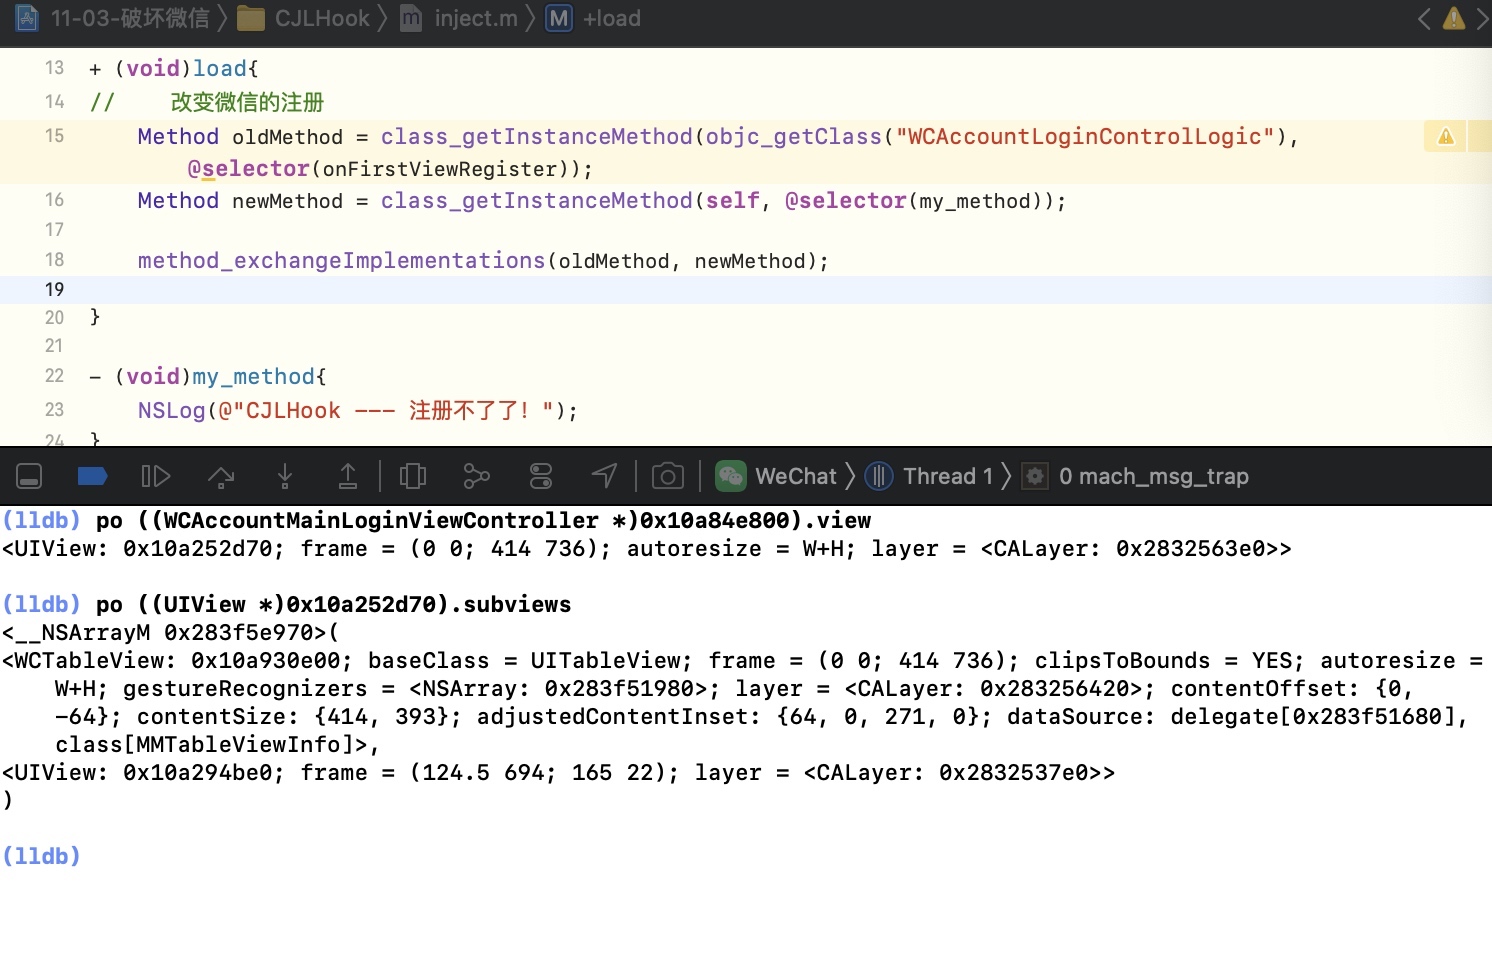 11-03-破坏微信 CJLHook inject.m M +load
13 + (void)load{
14 // 改变微信的注册
15 Method oldMethod = class_getInstanceMethod(objc_getClass("WCAccountLoginControlLogic"),
@selector(onFirstViewRegister));
16 Method newMethod = class_getInstanceMethod(self, @selector(my_method));
17
18 method_exchangeImplementations(oldMethod, newMethod);
19
20 }
21
22 - (void)my_method{
23 NSLog(@"CJLHook --- 注册不了了！");
24 }
WeChat Thread 1 0 mach_msg_trap
(lldb) po ((WCAccountMainLoginViewController *)0x10a84e800).view
<UIView: 0x10a252d70; frame = (0 0; 414 736); autoresize = W+H; layer = <CALayer: 0x2832563e0>>
(lldb) po ((UIView *)0x10a252d70).subviews
<__NSArrayM 0x283f5e970>(
<WCTableView: 0x10a930e00; baseClass = UITableView; frame = (0 0; 414 736); clipsToBounds = YES; autoresize =
W+H; gestureRecognizers = <NSArray: 0x283f51980>; layer = <CALayer: 0x283256420>; contentOffset: {0,
-64}; contentSize: {414, 393}; adjustedContentInset: {64, 0, 271, 0}; dataSource: delegate[0x283f51680],
class[MMTableViewInfo]>,
<UIView: 0x10a294be0; frame = (124.5 694; 165 22); layer = <CALayer: 0x2832537e0>>
)
(lldb)